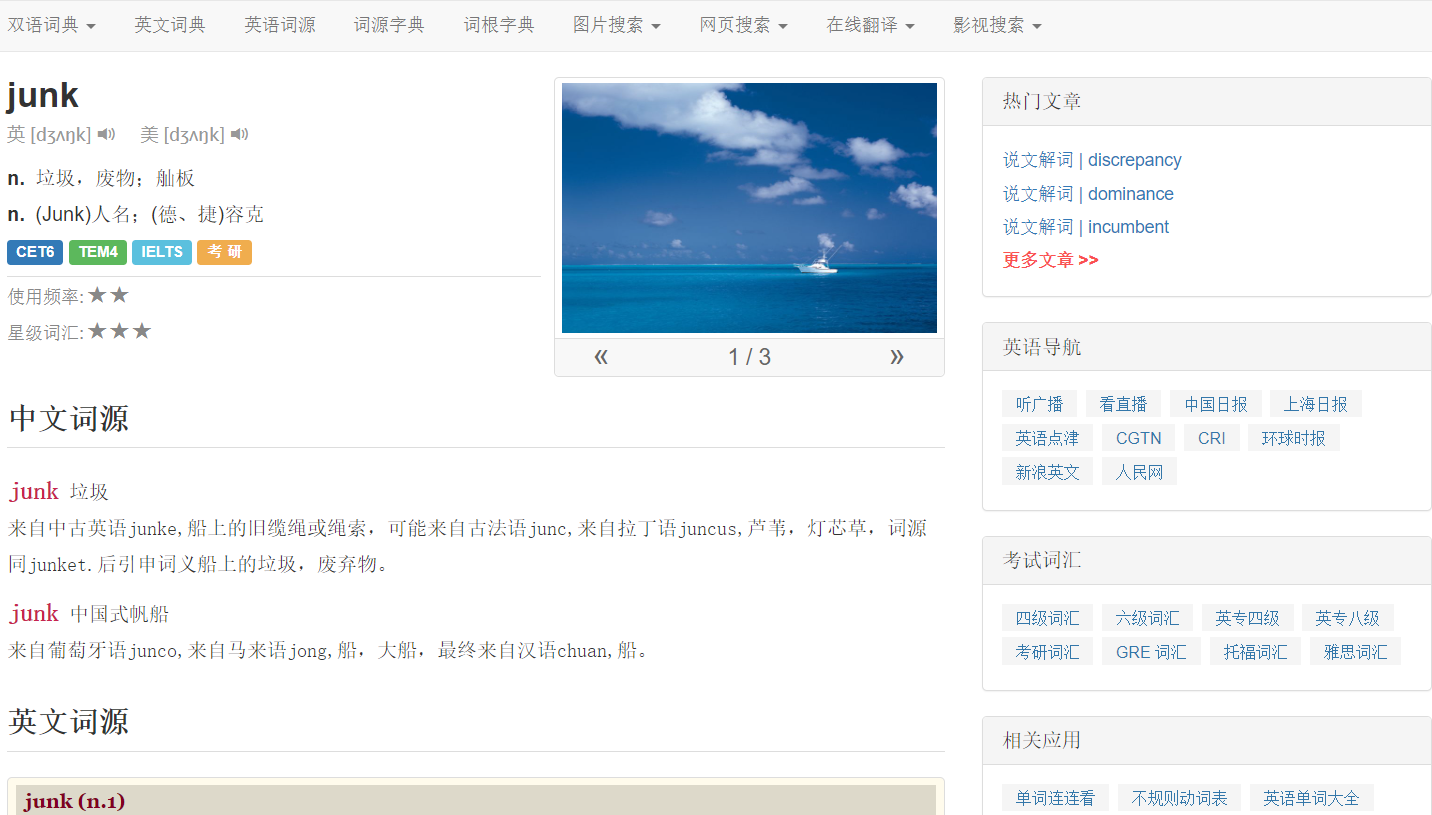 双语词典 英文词典 英语词源 词源字典 词根字典 图片搜索 网页搜索 在线翻译 影视搜索
junk
英 [dʒʌŋk] 美 [dʒʌŋk]
n. 垃圾，废物；舢板
n. (Junk)人名；(德、捷)容克
CET6 TEM4 IELTS 考 研
使用频率:★★
星级词汇:★★★
« 1 / 3 »
中文词源
junk 垃圾
来自中古英语junke,船上的旧缆绳或绳索，可能来自古法语junc,来自拉丁语juncus,芦苇，灯芯草，词源
同junket.后引申词义船上的垃圾，废弃物。
junk 中国式帆船
来自葡萄牙语junco,来自马来语jong,船，大船，最终来自汉语chuan,船。
英文词源
junk (n.1)
热门文章
说文解词 | discrepancy
说文解词 | dominance
说文解词 | incumbent
更多文章 >>
英语导航
听广播 看直播 中国日报 上海日报
英语点津 CGTN CRI 环球时报
新浪英文 人民网
考试词汇
四级词汇 六级词汇 英专四级 英专八级
考研词汇 GRE 词汇 托福词汇 雅思词汇
相关应用
单词连连看 不规则动词表 英语单词大全